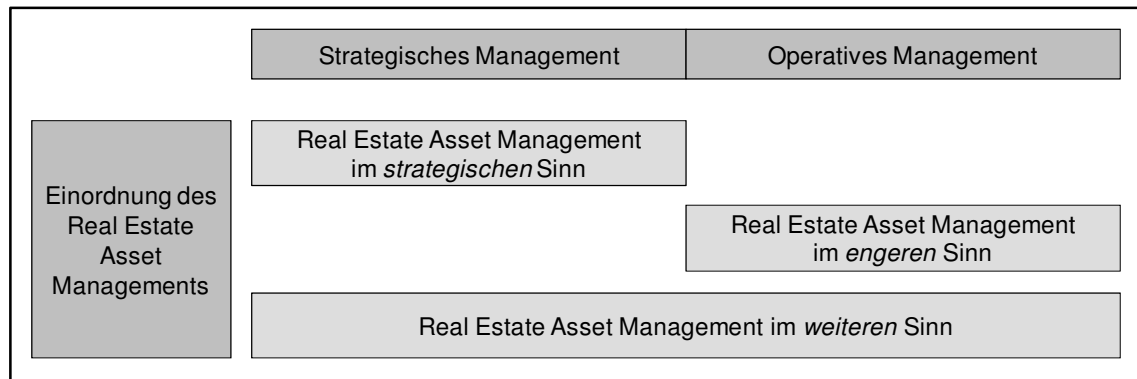 Strategisches Management
Operatives Management
Einordnung des
Real Estate
Asset
Managements
Real Estate Asset Management
im strategischen Sinn
Real Estate Asset Management
im engeren Sinn
Real Estate Asset Management im weiteren Sinn